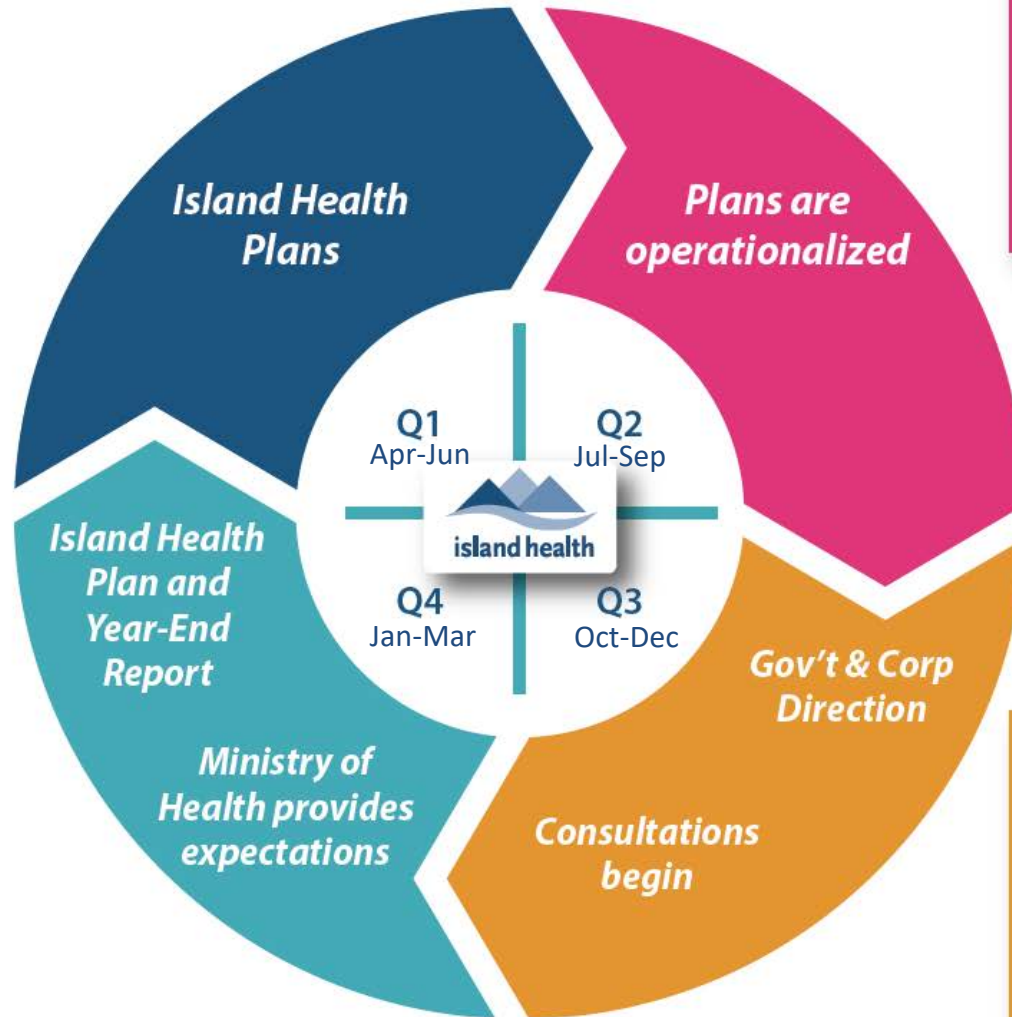 Island Health
Plans
Plans are
operationalized
Q1
Apr-Jun
Q2
Jul-Sep
island health
Q4
Jan-Mar
Q3
Oct-Dec
Gov't & Corp
Direction
Consultations
begin
Ministry of
Health provides
expectations
Island Health
Plan and
Year-End
Report